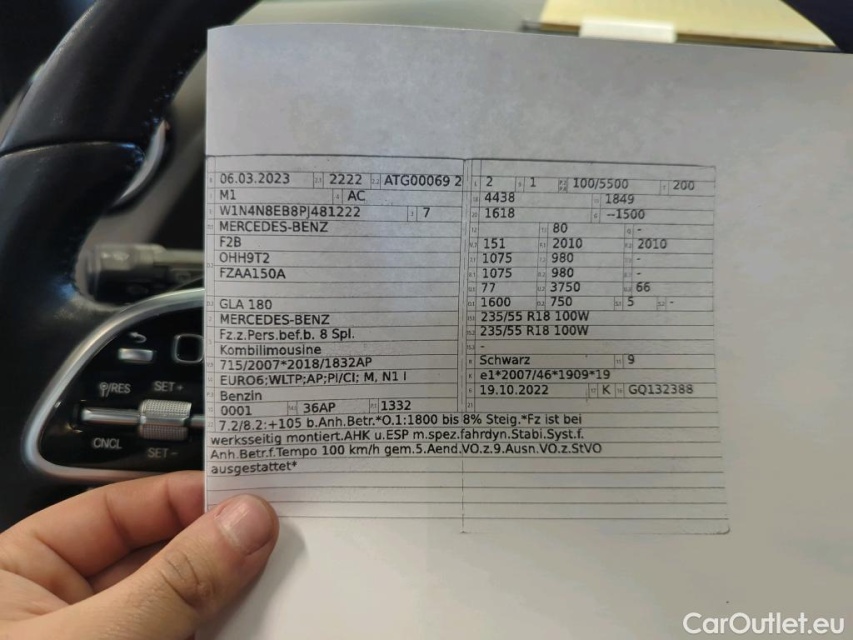 06.03.2023 2222 ATG00069 2
M1 AC
W1N4N8EB8PJ481222 7
MERCEDES-BENZ
F2B
OHH9T2
FZAA150A
GLA 180
MERCEDES-BENZ
Fz.z.Pers.bef.b. 8 Spl.
Kombilimousine
715/2007*2018/1832AP
EURO6;WLTP;AP;PI/CI; M, N1 I
Benzin
0001 36AP 1332
2 1 100/5500 200
4438 1849
1618 --1500
80 -
151 2010 2010
1075 980 -
1075 980 -
77 3750 66
1600 750 5 -
235/55 R18 100W
235/55 R18 100W
-
Schwarz 9
e1*2007/46*1909*19
19.10.2022 K GQ132388
7.2/8.2:+105 b.Anh.Betr.*O.1:1800 bis 8% Steig.*Fz ist bei
werksseitig montiert.AHK u.ESP m.spez.fahrdyn.Stabi.Syst.f.
Anh.Betr.f.Tempo 100 km/h gem.5.Aend.VO.z.9.Ausn.VO.z.StVO
ausgestattet*
/RES SET+
CNCL SET-
CarOutlet.eu